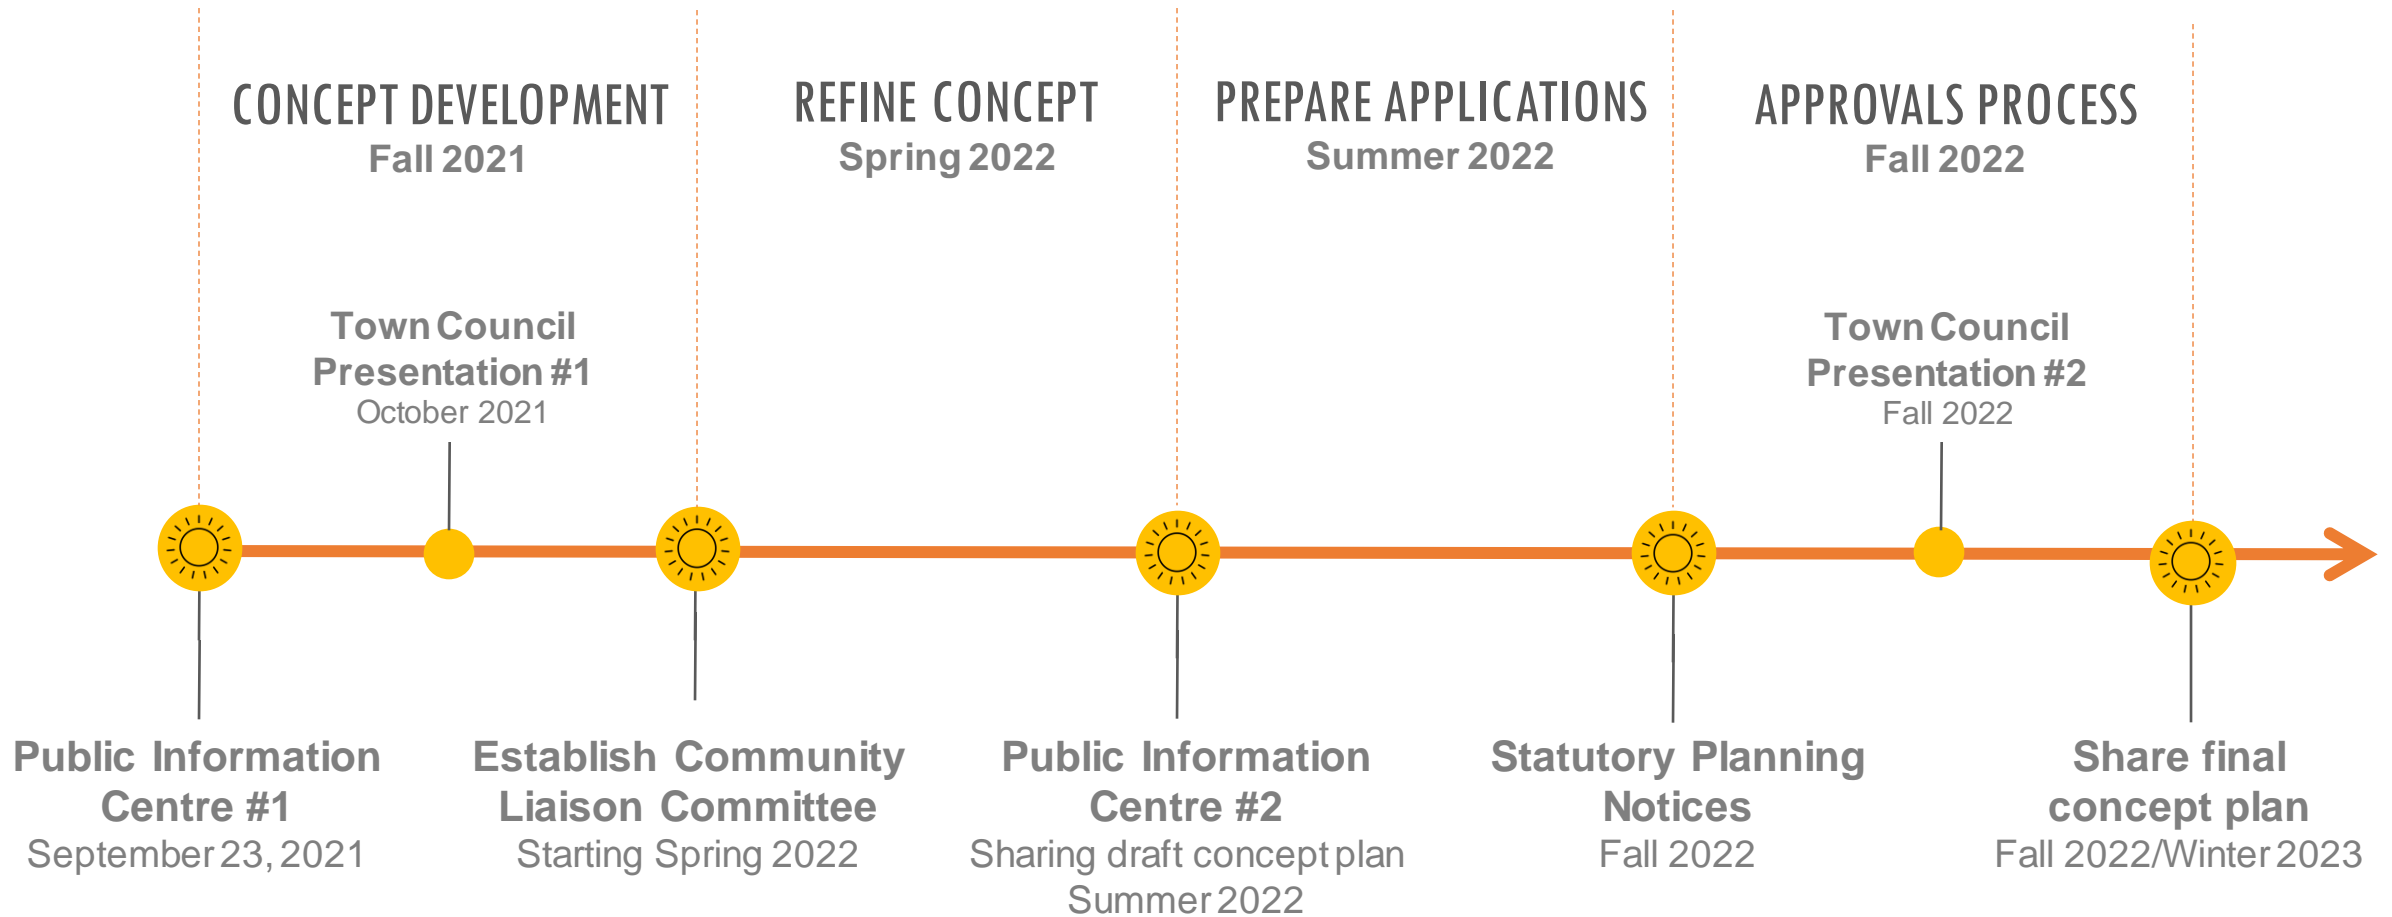 CONCEPT DEVELOPMENT
Fall 2021
REFINE CONCEPT
Spring 2022
PREPARE APPLICATIONS
Summer 2022
APPROVALS PROCESS
Fall 2022
Town Council
Presentation #1
October 2021
Town Council
Presentation #2
Fall 2022
Public Information
Centre #1
September 23, 2021
Establish Community
Liaison Committee
Starting Spring 2022
Public Information
Centre #2
Sharing draft concept plan
Summer 2022
Statutory Planning
Notices
Fall 2022
Share final
concept plan
Fall 2022/Winter 2023